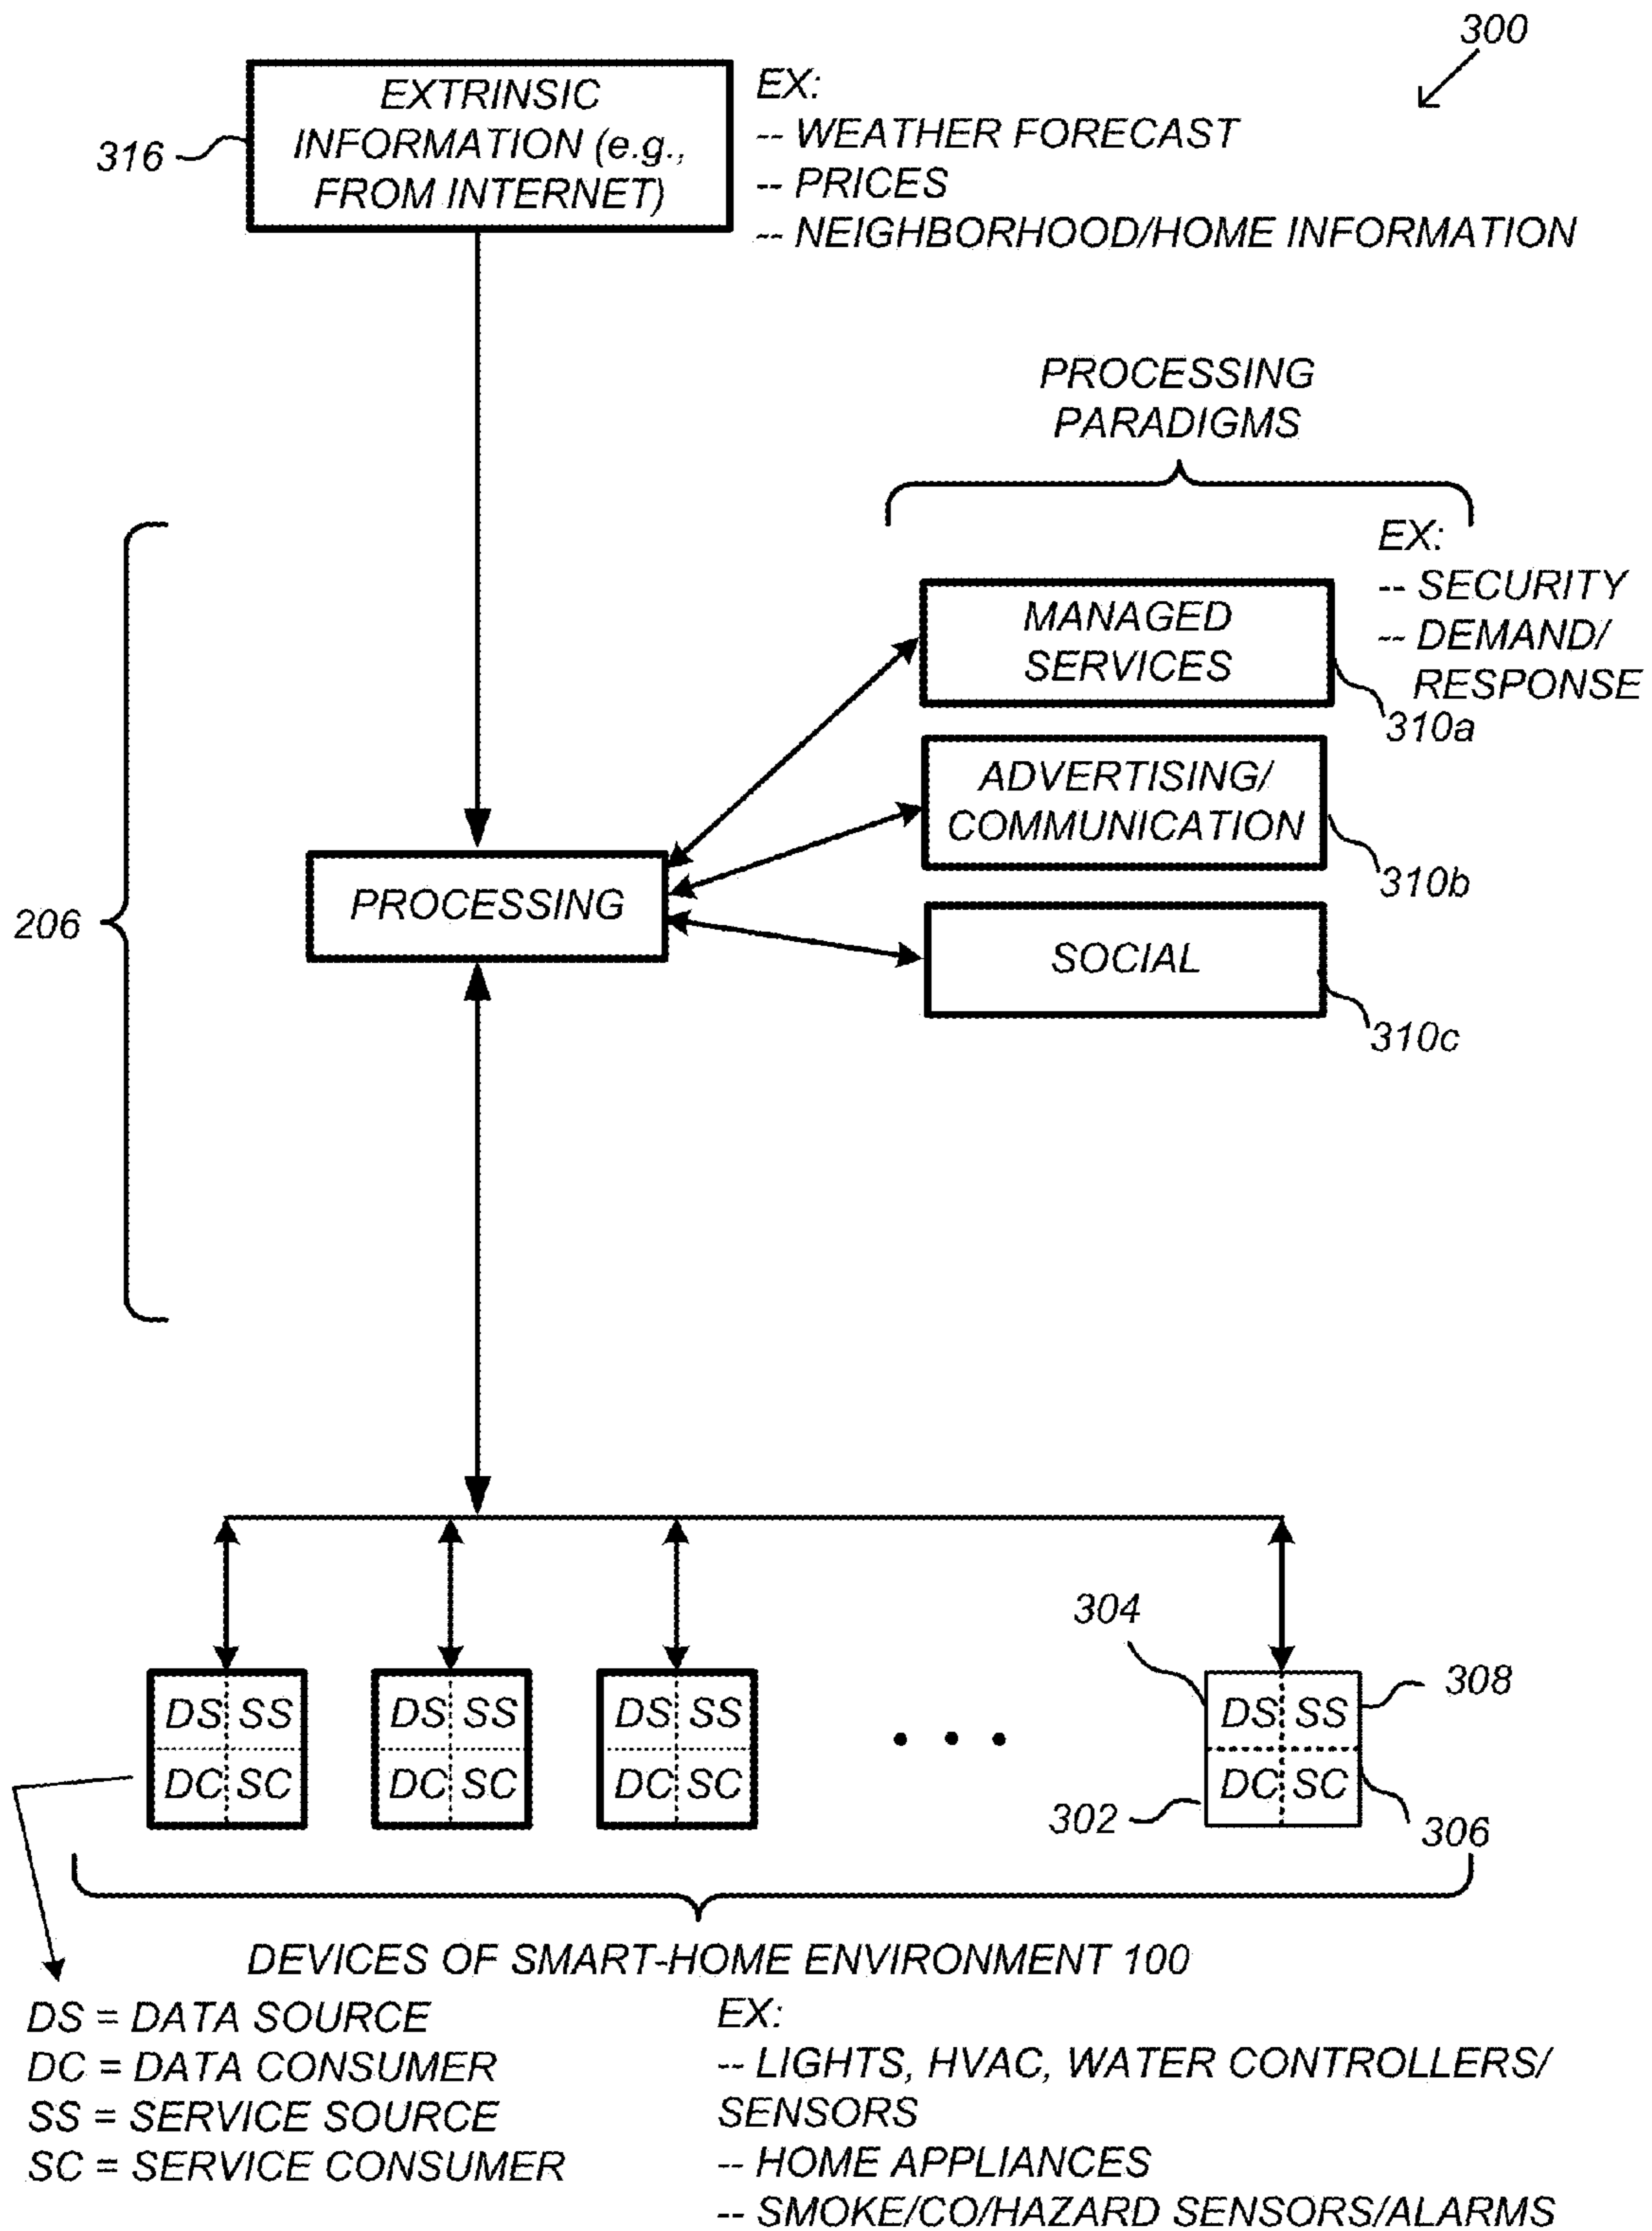 300
EXTRINSIC
INFORMATION (e.g.,
FROM INTERNET)
316
EX:
-- WEATHER FORECAST
-- PRICES
-- NEIGHBORHOOD/HOME INFORMATION
PROCESSING
PARADIGMS
EX:
-- SECURITY
-- DEMAND/
RESPONSE
MANAGED
SERVICES
310a
ADVERTISING/
COMMUNICATION
310b
PROCESSING
206
SOCIAL
310c
304
308
DS SS
DC SC
DS SS
DC SC
DS SS
DC SC
. . .
DS SS
DC SC
302
306
DEVICES OF SMART-HOME ENVIRONMENT 100
DS = DATA SOURCE
DC = DATA CONSUMER
SS = SERVICE SOURCE
SC = SERVICE CONSUMER
EX:
-- LIGHTS, HVAC, WATER CONTROLLERS/
SENSORS
-- HOME APPLIANCES
-- SMOKE/CO/HAZARD SENSORS/ALARMS